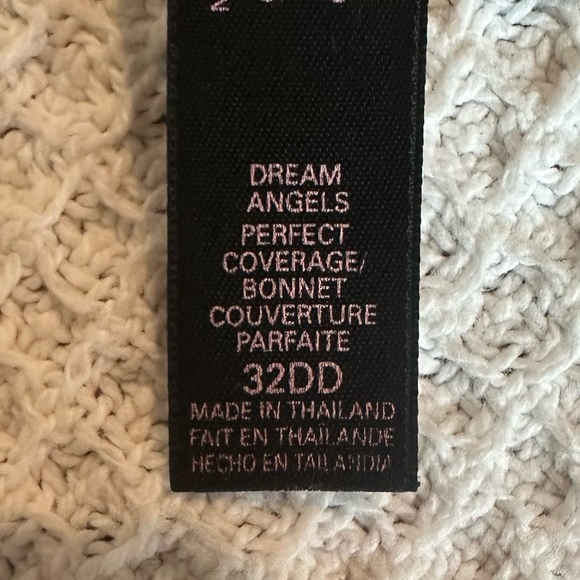 DREAM
ANGELS
PERFECT
COVERAGE/
BONNET
COUVERTURE
PARFAITE
32DD
MADE IN THAILAND
FAIT EN THAÏLANDE
HECHO EN TAILANDIA